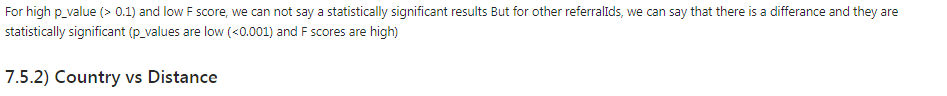 For high p_value (> 0.1) and low F score, we can not say a statistically significant results But for other referralIds, we can say that there is a differance and they are
statistically significant (p_values are low (<0.001) and F scores are high)
7.5.2) Country vs Distance